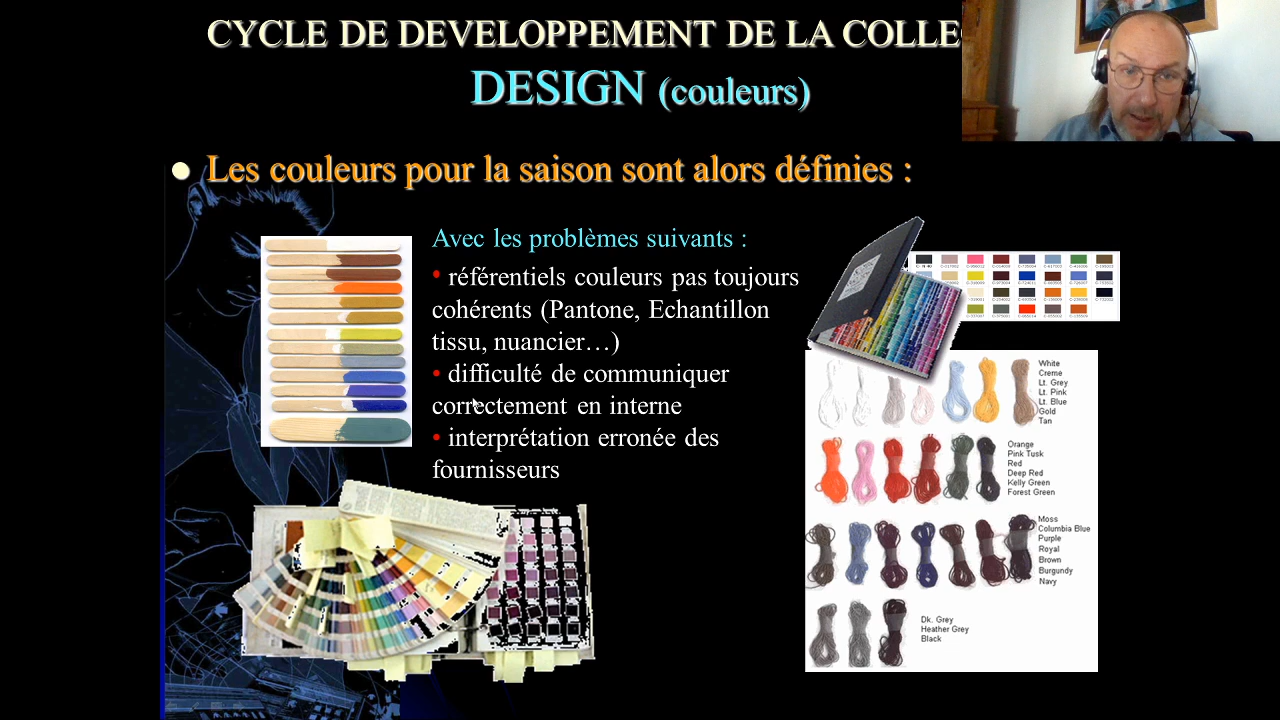 CYCLE DE DEVELOPPEMENT DE LA COLLEC
DESIGN (couleurs)
Les couleurs pour la saison sont alors définies :
Avec les problèmes suivants :
• référentiels couleurs pas toujours
cohérents (Pantone, Echantillon
tissu, nuancier…)
• difficulté de communiquer
correctement en interne
• interprétation erronée des
fournisseurs
White
Creme
Lt. Grey
Lt. Pink
Lt. Blue
Gold
Tan
Orange
Pink Tusk
Red
Deep Red
Kelly Green
Forest Green
Moss
Columbia Blue
Purple
Royal
Brown
Burgundy
Navy
Dk. Grey
Heather Grey
Black